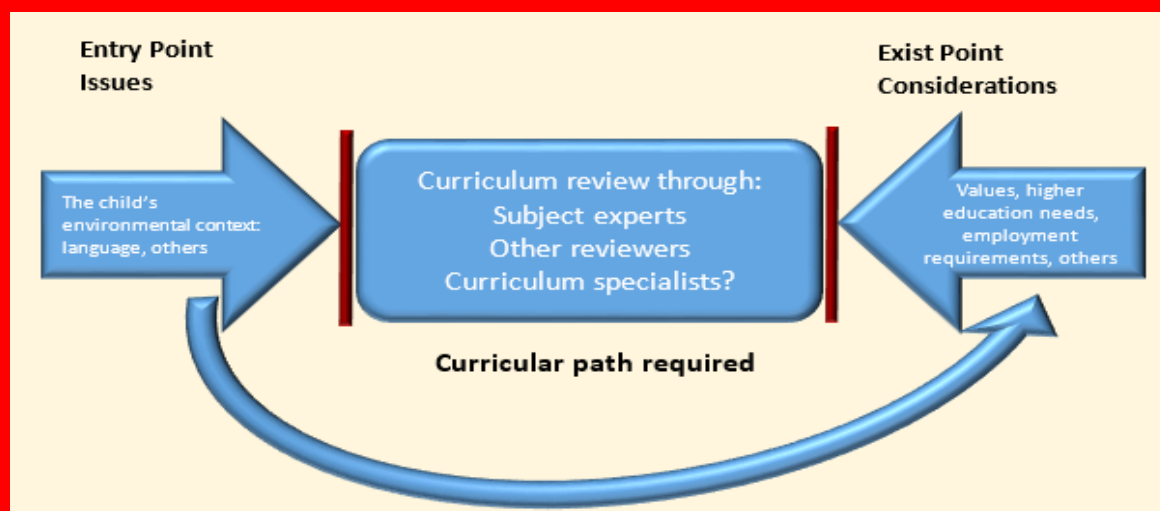 Entry Point
Issues
Exist Point
Considerations
The child's
environmental context:
language, others
Curriculum review through:
Subject experts
Other reviewers
Curriculum specialists?
Values, higher
education needs,
employment
requirements, others
Curricular path required